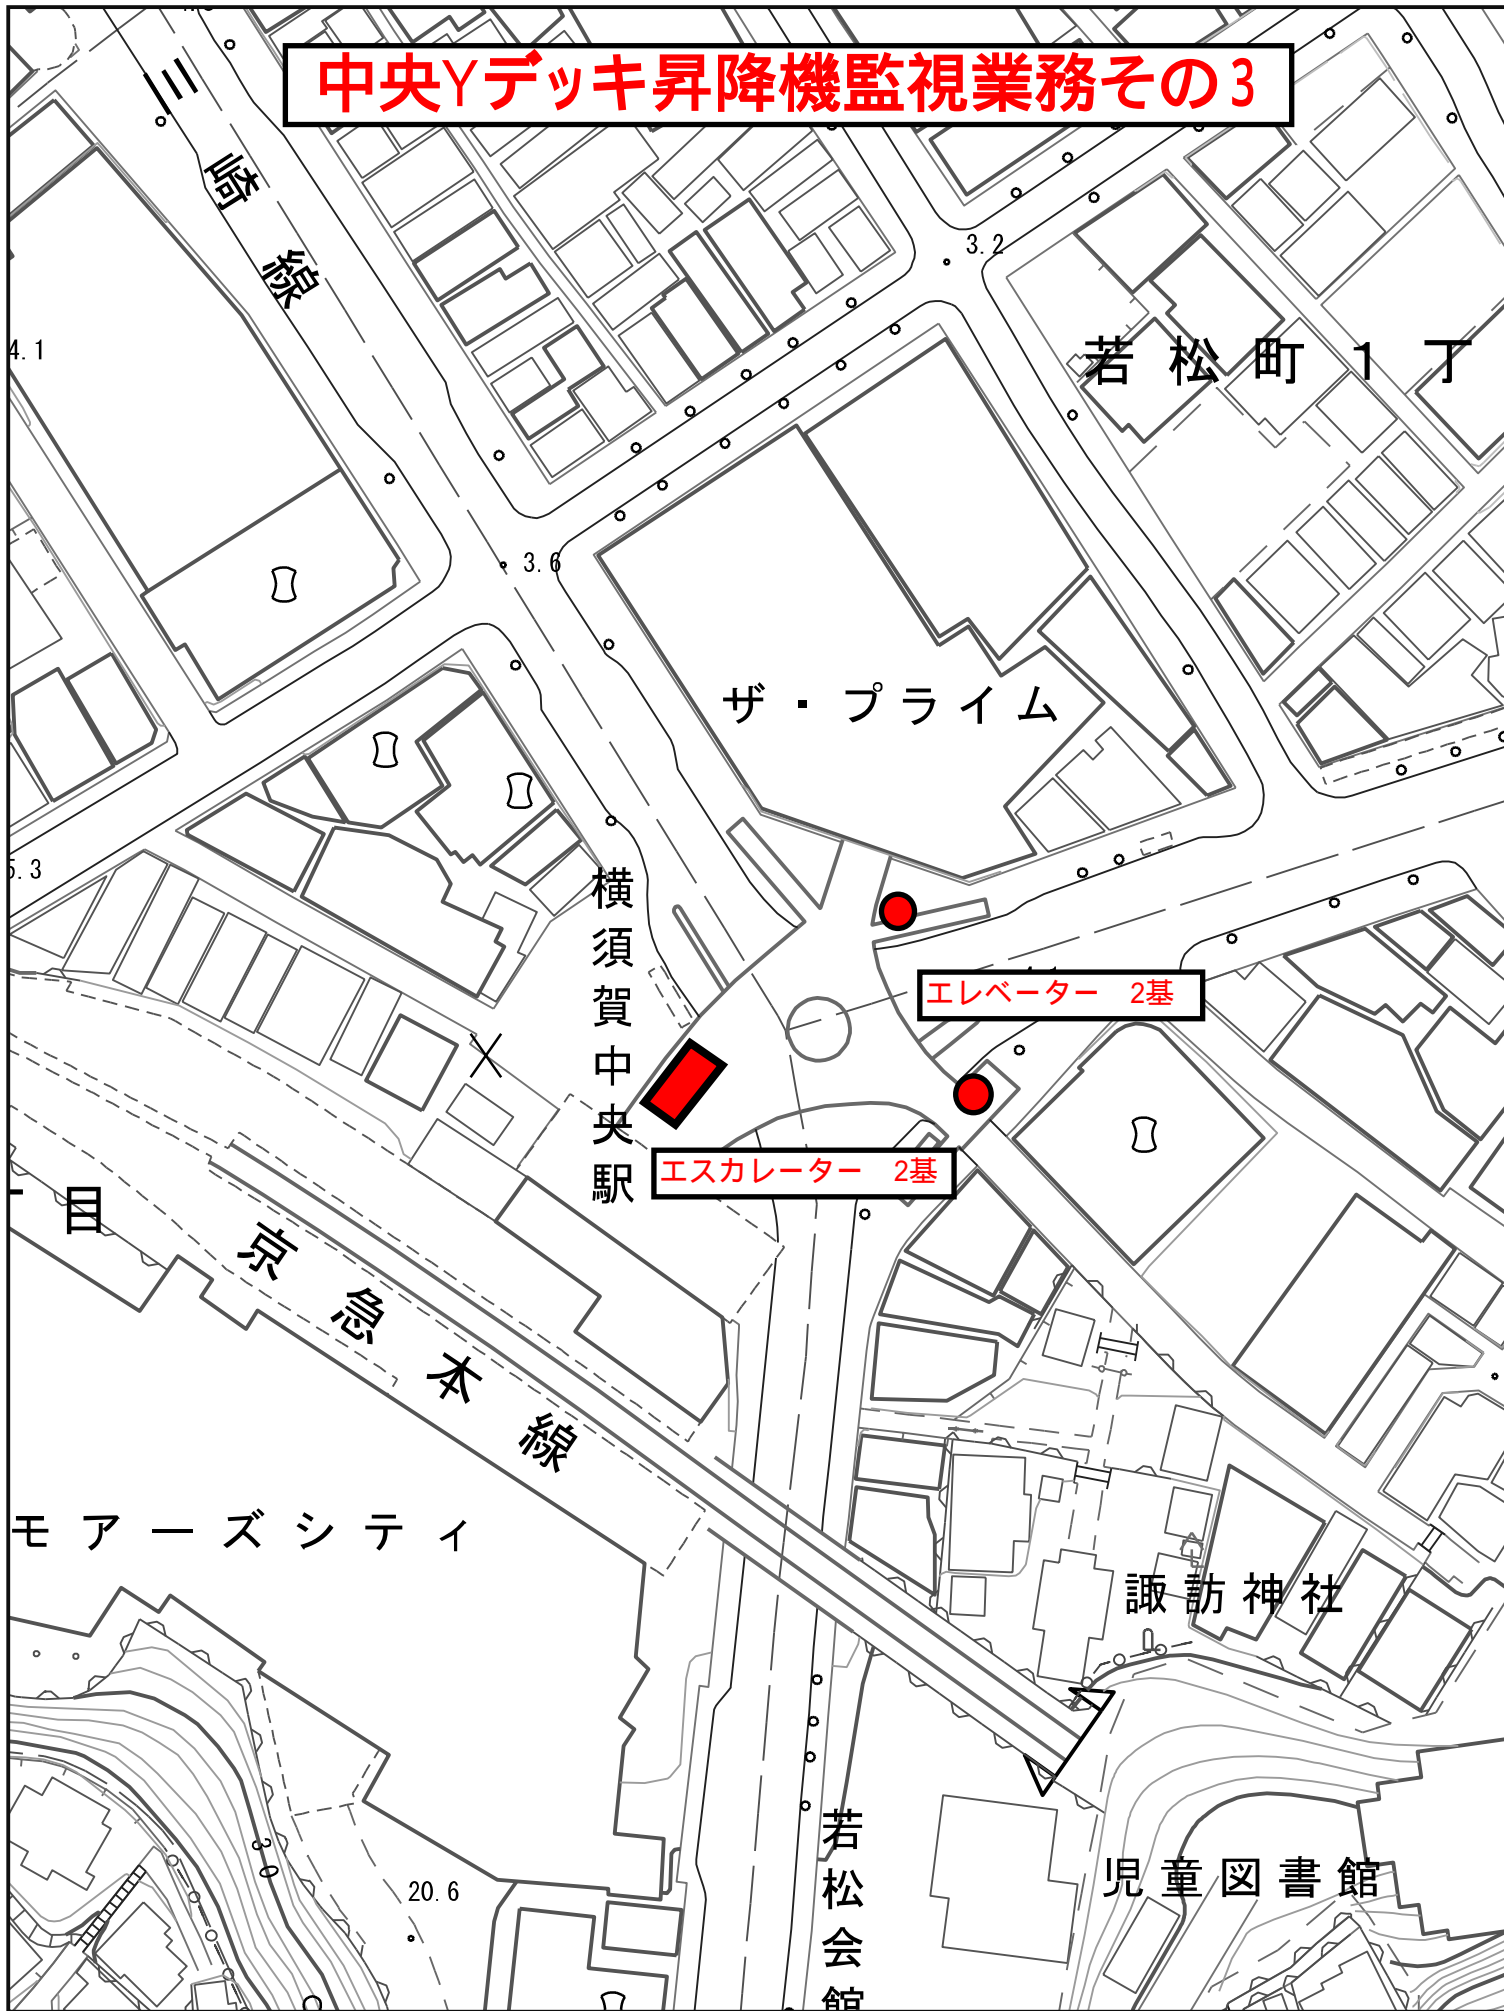 中央Yデッキ昇降機監視業務その3
三崎線
3.2
4.1
若松町1丁
3.6
ザ・プライム
5.3
横須賀中央駅
エレベーター 2基
エスカレーター 2基
目
京急本線
モアーズシティ
諏訪神社
若松会館
児童図書館
30
20.6